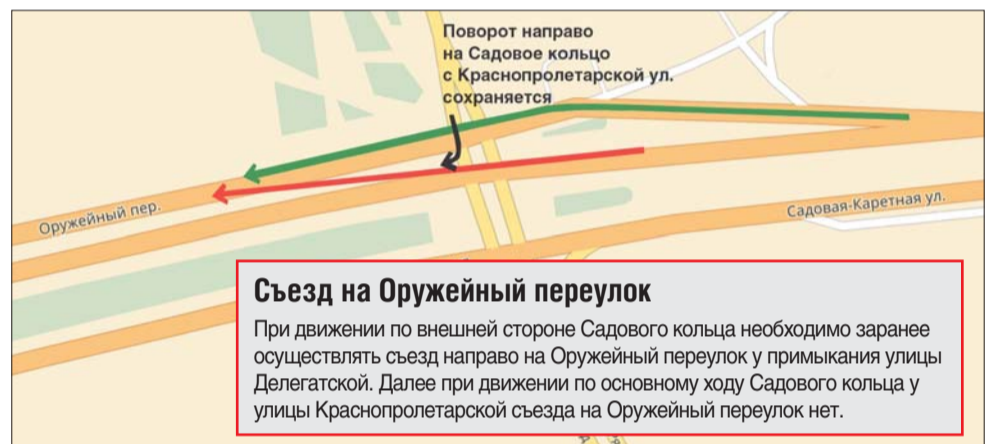 Поворот направо
на Садовое кольцо
с Краснопролетарской ул.
сохраняется
Оружейный пер.
Садовая-Каретная ул.
Съезд на Оружейный переулок
При движении по внешней стороне Садового кольца необходимо заранее
осуществлять съезд направо на Оружейный переулок у примыкания улицы
Делегатской. Далее при движении по основному ходу Садового кольца у
улицы Краснопролетарской съезда на Оружейный переулок нет.